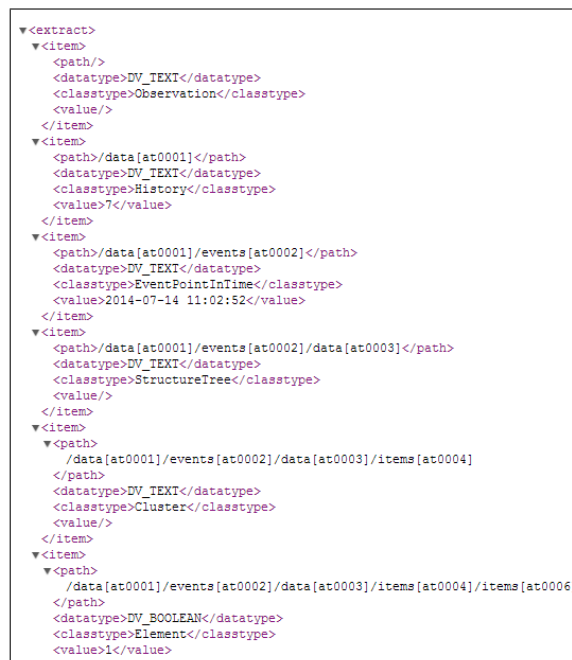 ▼<extract>
▼<item>
<path/>
<datatype>DV_TEXT</datatype>
<classtype>Observation</classtype>
<value/>
</item>
▼<item>
<path>/data[at0001]</path>
<datatype>DV_TEXT</datatype>
<classtype>History</classtype>
<value>7</value>
</item>
▼<item>
<path>/data[at0001]/events[at0002]</path>
<datatype>DV_TEXT</datatype>
<classtype>EventPointInTime</classtype>
<value>2014-07-14 11:02:52</value>
</item>
▼<item>
<path>/data[at0001]/events[at0002]/data[at0003]</path>
<datatype>DV_TEXT</datatype>
<classtype>StructureTree</classtype>
<value/>
</item>
▼<item>
▼<path>
/data[at0001]/events[at0002]/data[at0003]/items[at0004]
</path>
<datatype>DV_TEXT</datatype>
<classtype>Cluster</classtype>
<value/>
</item>
▼<item>
▼<path>
/data[at0001]/events[at0002]/data[at0003]/items[at0004]/items[at0006
</path>
<datatype>DV_BOOLEAN</datatype>
<classtype>Element</classtype>
<value>1</value>